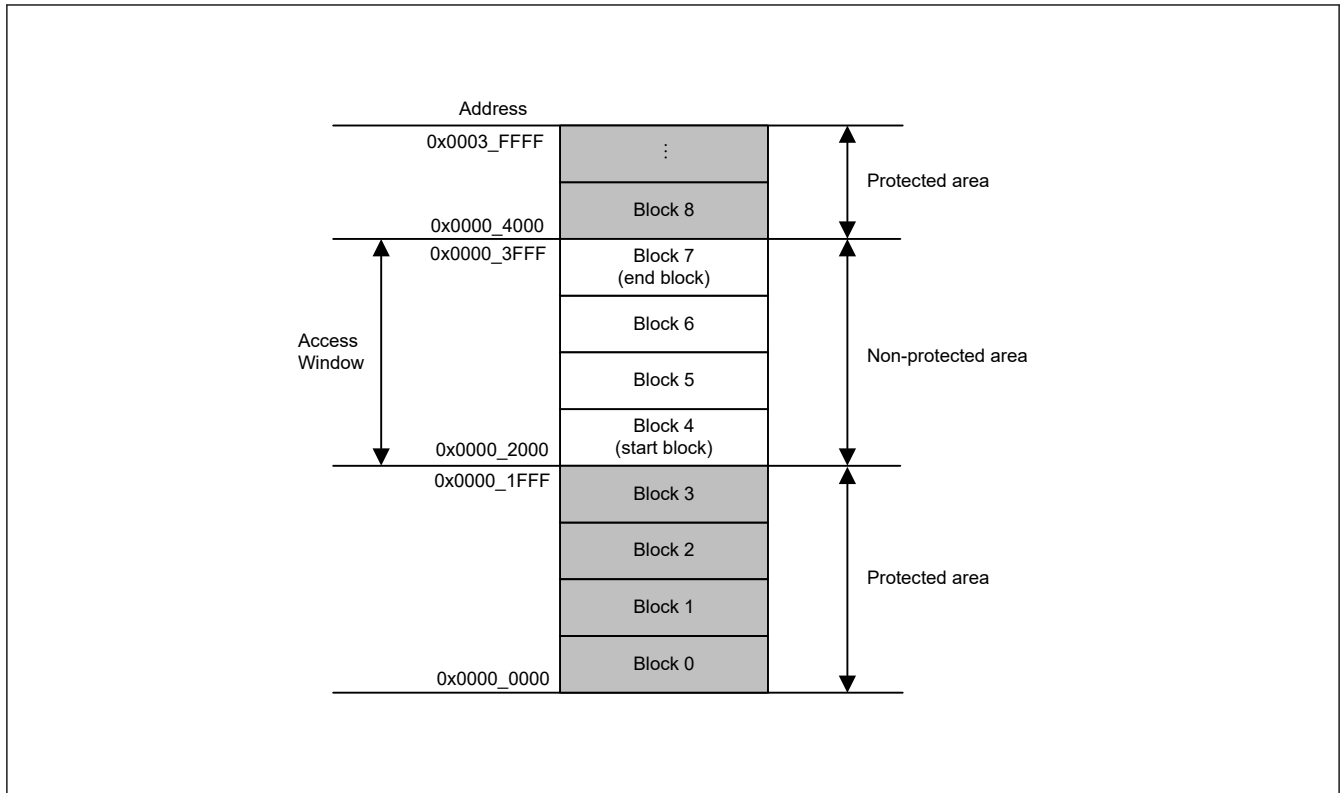 Address
0x0003_FFFF
⋮
Protected area
Block 8
0x0000_4000
0x0000_3FFF
Block 7
(end block)
Block 6
Access
Window
Non-protected area
Block 5
Block 4
(start block)
0x0000_2000
0x0000_1FFF
Block 3
Block 2
Protected area
Block 1
Block 0
0x0000_0000